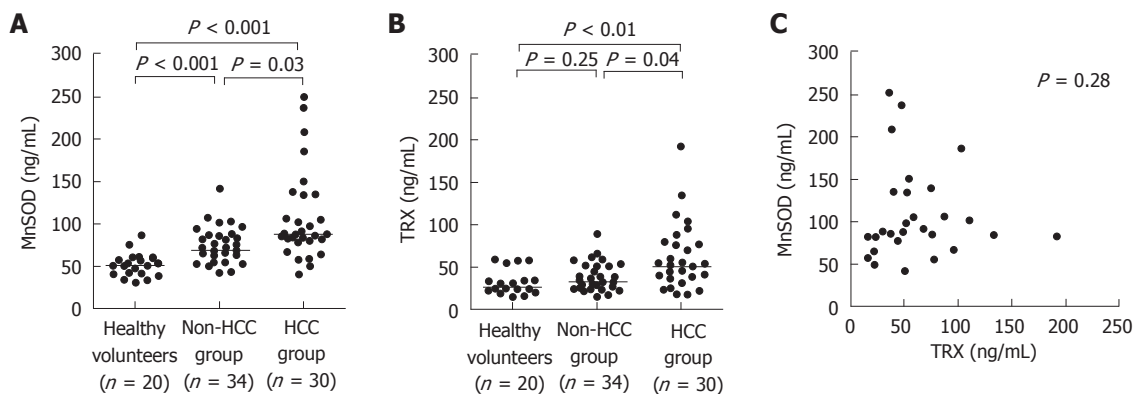 A
P < 0.001
P < 0.001
P = 0.03
MnSOD (ng/mL)
300
250
200
150
100
50
0
Healthy
volunteers
(n = 20)
Non-HCC
group
(n = 34)
HCC
group
(n = 30)
B
P < 0.01
P = 0.25
P = 0.04
TRX (ng/mL)
300
250
200
150
100
50
0
Healthy
volunteers
(n = 20)
Non-HCC
group
(n = 34)
HCC
group
(n = 30)
C
P = 0.28
MnSOD (ng/mL)
300
250
200
150
100
50
0
0
50
100
150
200
TRX (ng/mL)